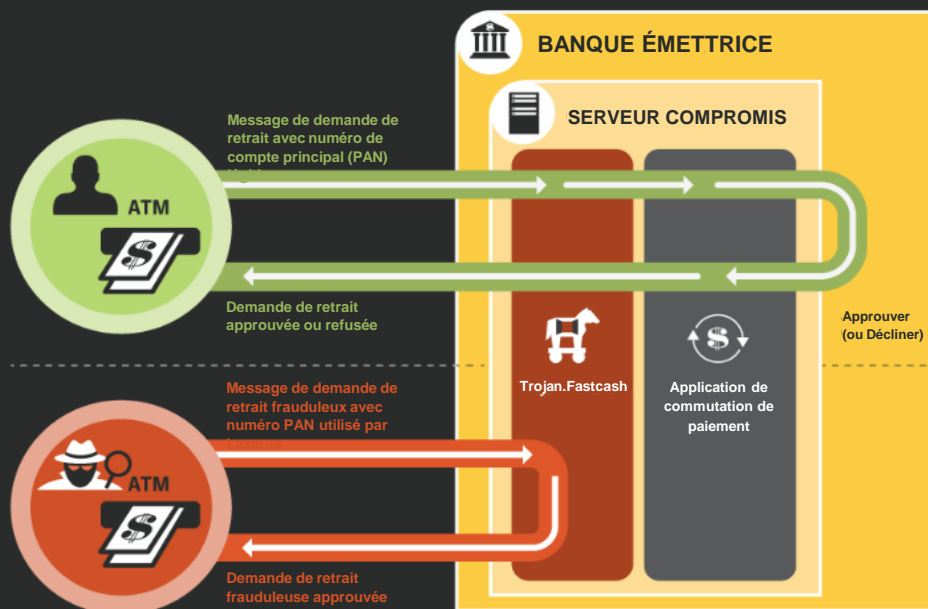 BANQUE ÉMETTRICE
SERVEUR COMPROMIS
Message de demande de
retrait avec numéro de
compte principal (PAN)
ATM
$
Demande de retrait
approuvée ou refusée
Approuver
(ou Décliner)
$
Trojan.Fastcash
Application de
commutation de
paiement
Message de demande de
retrait frauduleux avec
numéro PAN utilisé par
ATM
$
Demande de retrait
frauduleuse approuvée